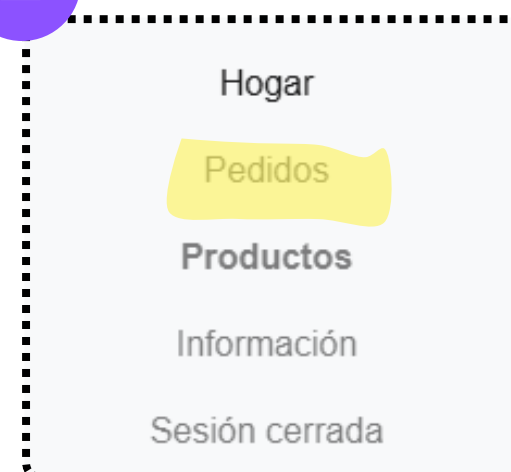 Hogar
Pedidos
Productos
Información
Sesión cerrada